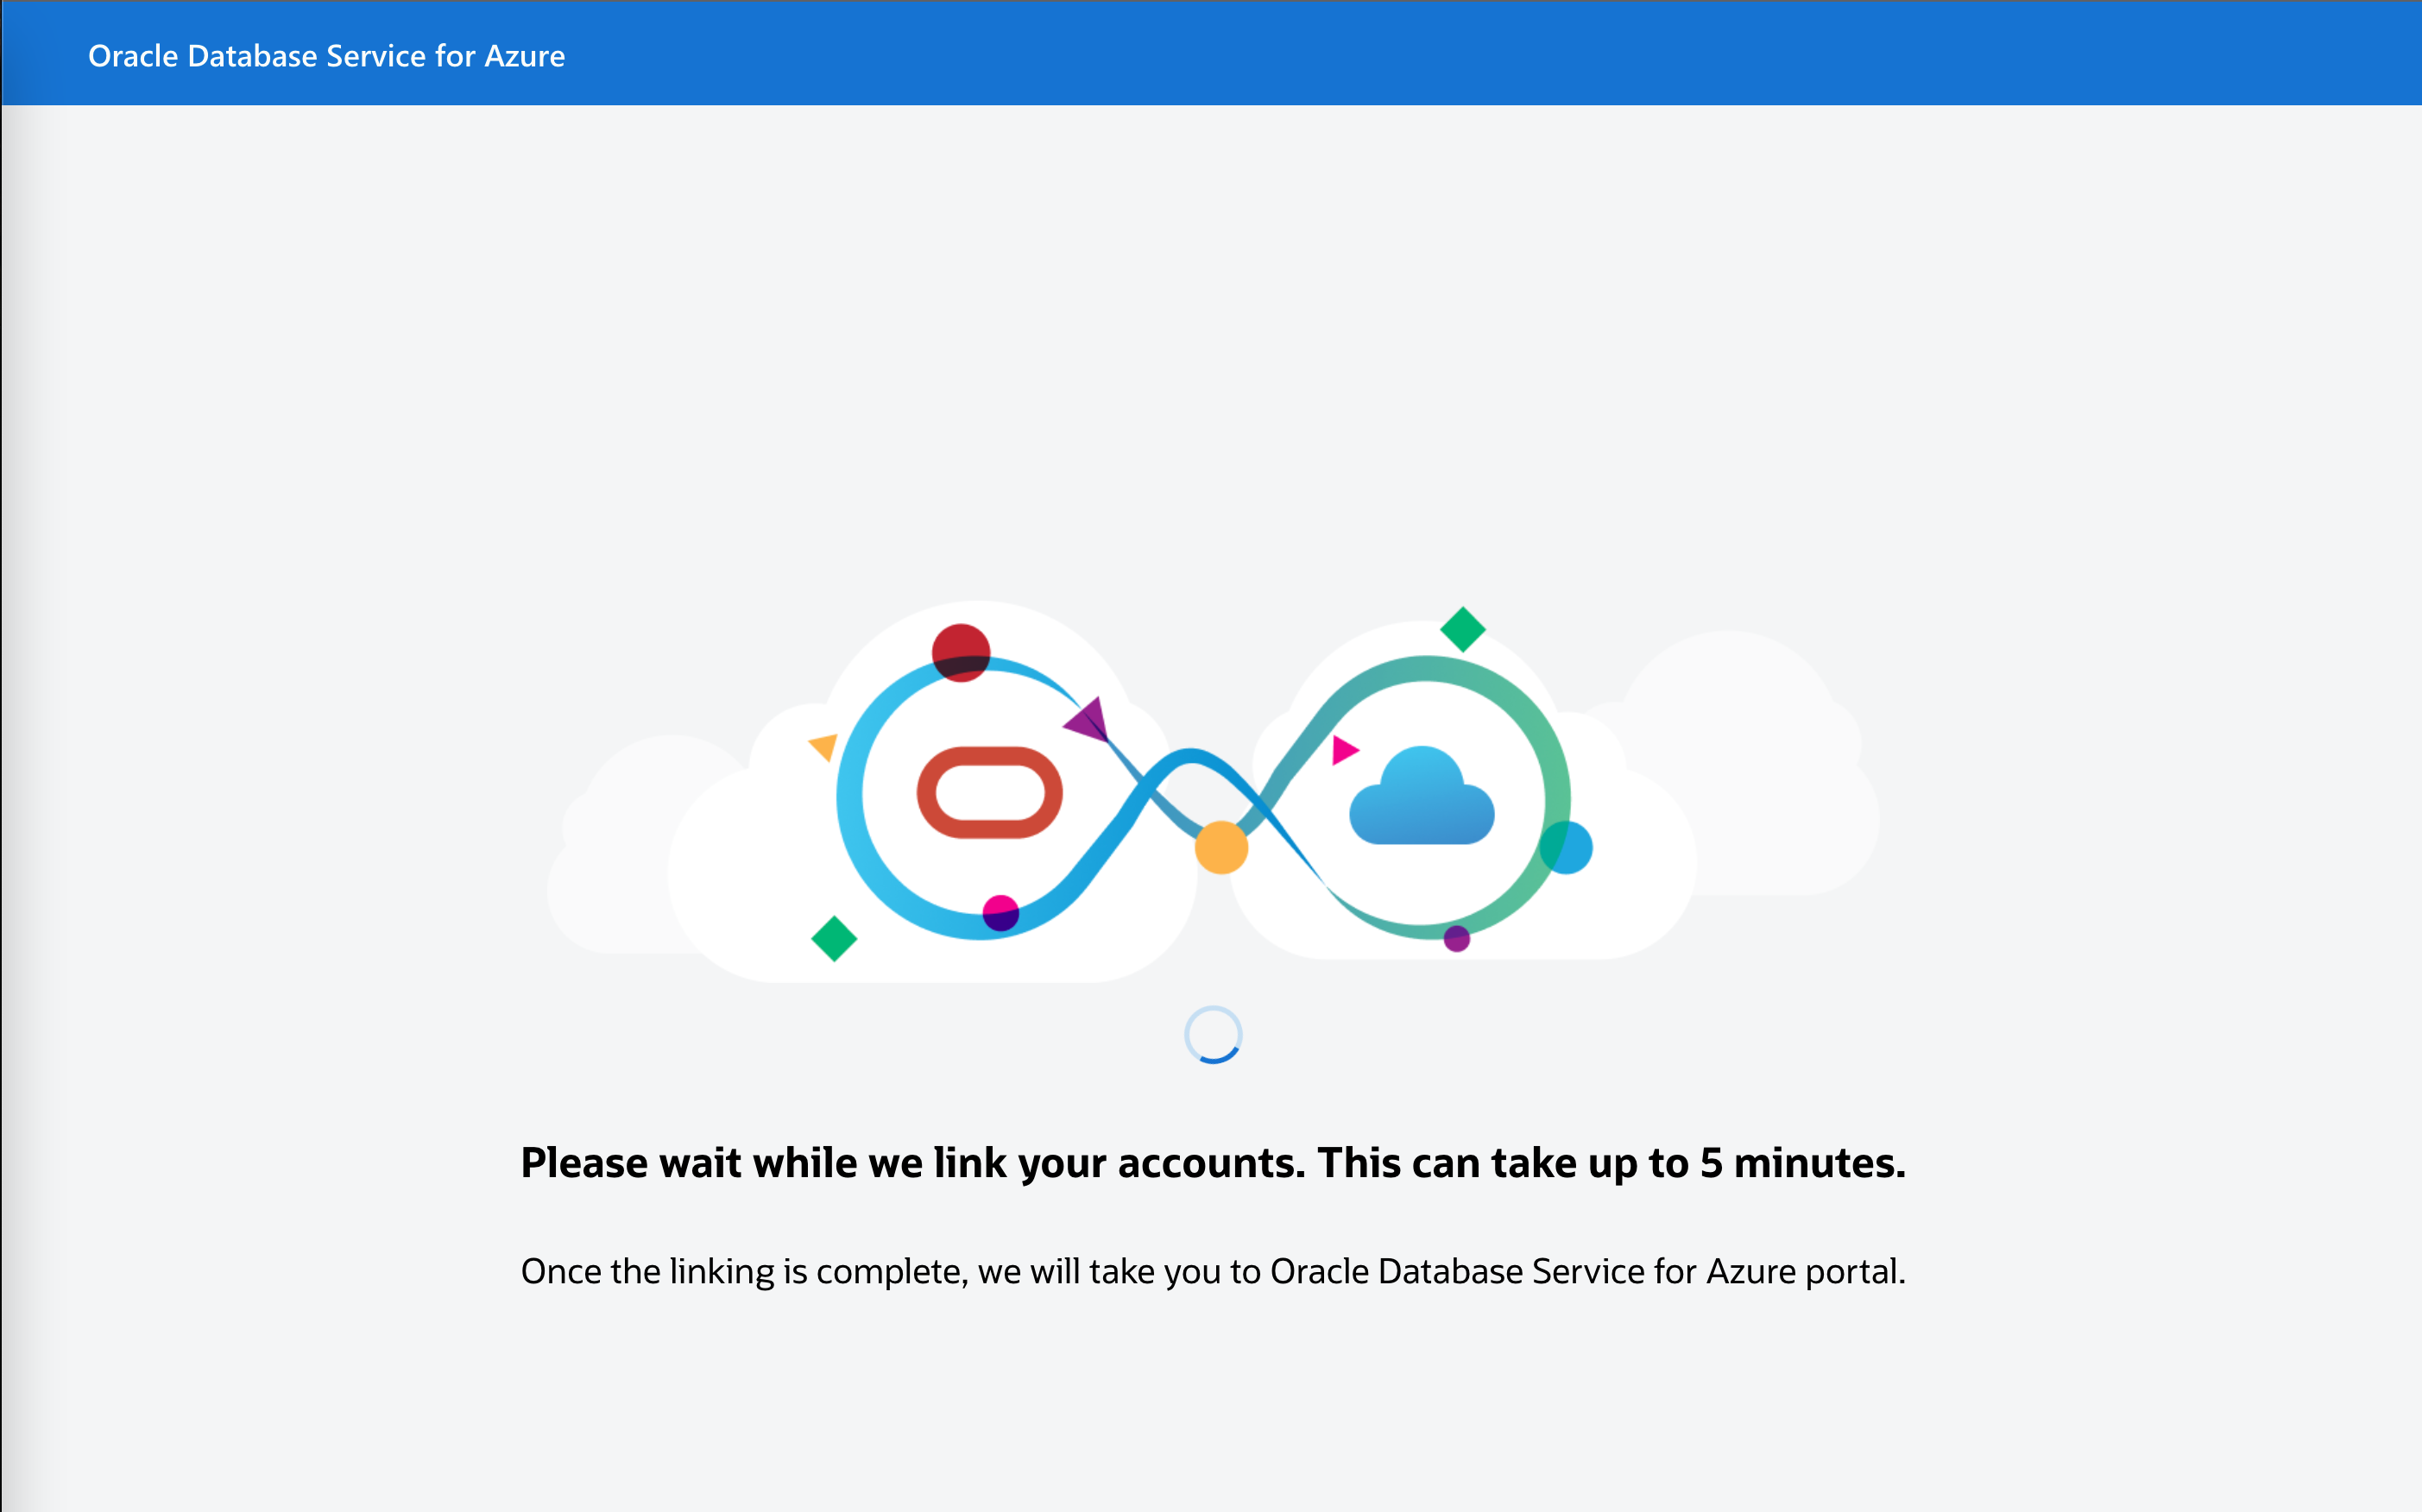 Oracle Database Service for Azure
Please wait while we link your accounts. This can take up to 5 minutes.
Once the linking is complete, we will take you to Oracle Database Service for Azure portal.